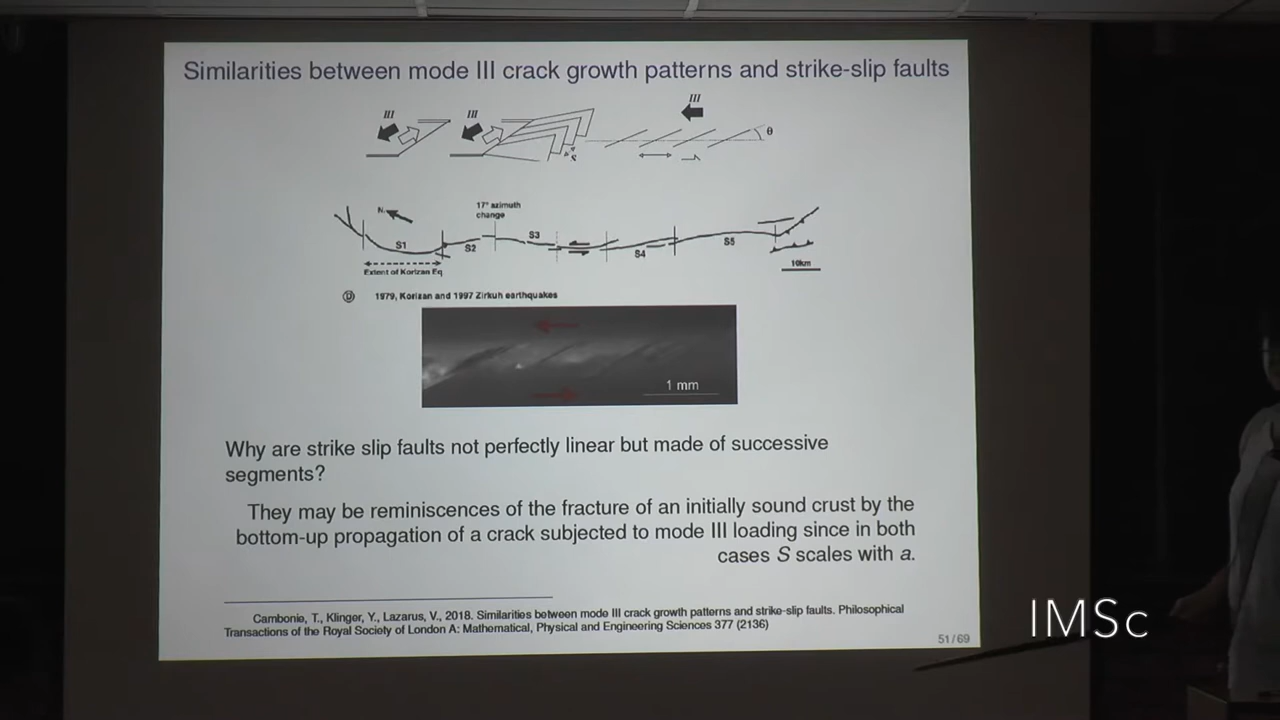 Similarities between mode III crack growth patterns and strike-slip faults
III
III
III
S
θ
N.
17° azimuth
change
S1
S2
S3
S4
S5
Extent of Korizan Eq
10km
1979, Korizan and 1997 Zirkuh earthquakes
1 mm
Why are strike slip faults not perfectly linear but made of successive
segments?
They may be reminiscences of the fracture of an initially sound crust by the
bottom-up propagation of a crack subjected to mode III loading since in both
cases S scales with a.
Cambonie, T., Klinger, Y., Lazarus, V., 2018. Similarities between mode III crack growth patterns and strike-slip faults. Philosophical
Transactions of the Royal Society of London A: Mathematical, Physical and Engineering Sciences 377 (2136)
51/69
IMSc